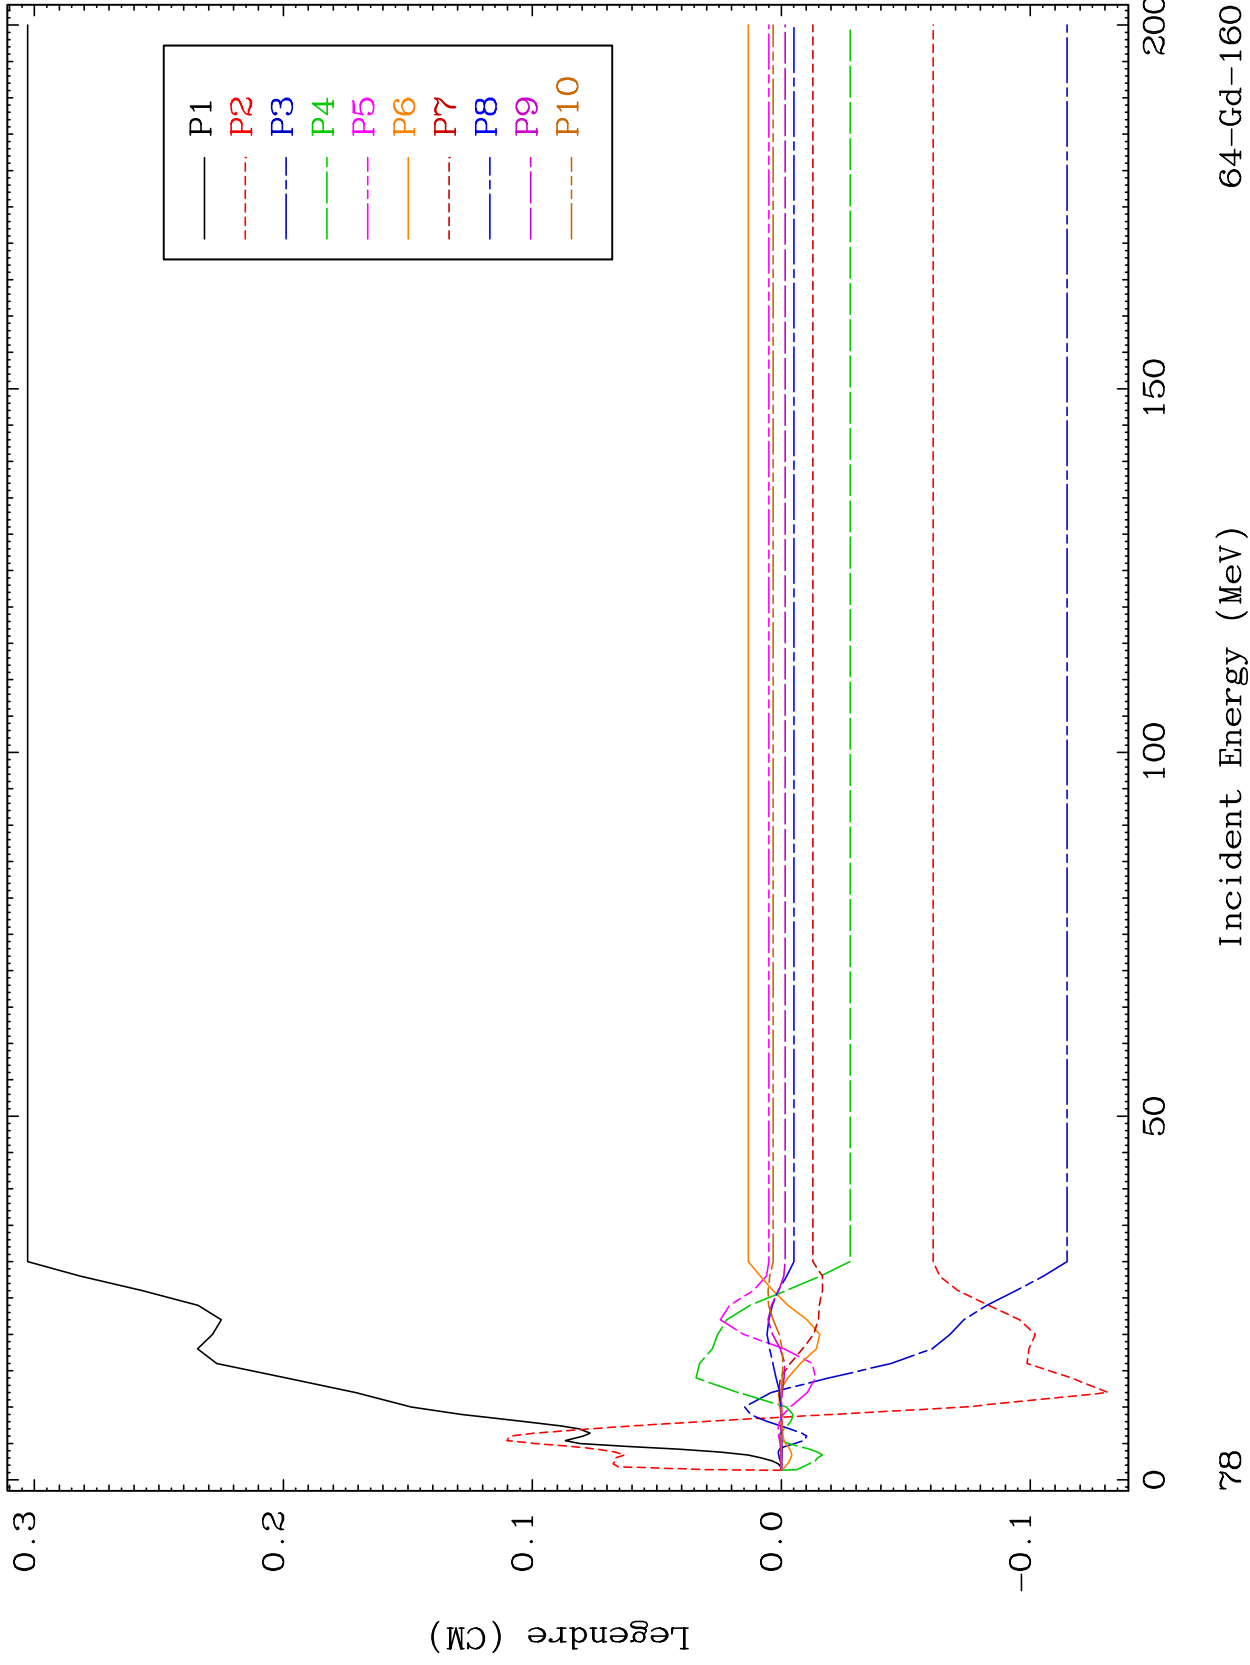 Legendre (CM)
0.3
0.2
0.1
0.0
-0.1
P1
P2
P3
P4
P5
P6
P7
P8
P9
P10
0
50
100
150
200
78
Incident Energy (MeV)
64-Gd-160